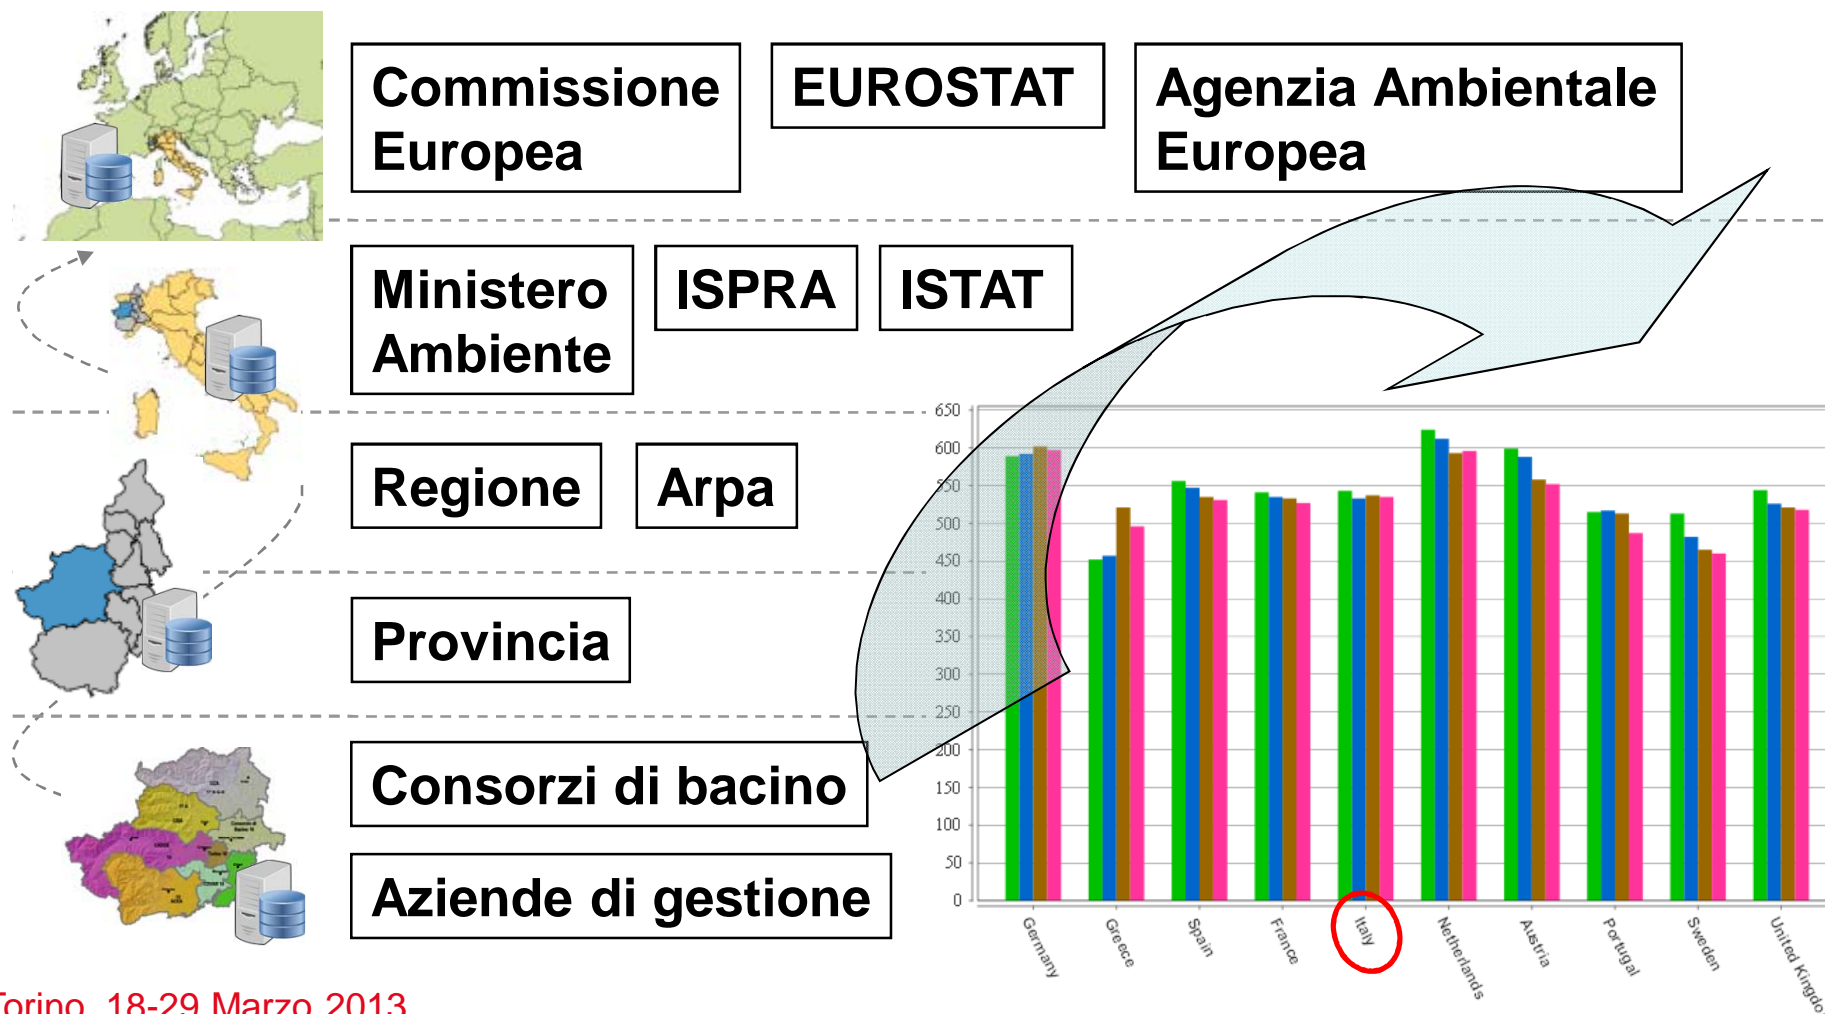 Commissione
Europea
EUROSTAT
Agenzia Ambientale
Europea
Ministero
Ambiente
ISPRA
ISTAT
Regione
Arpa
Provincia
Consorzi di bacino
Aziende di gestione
650
600
550
500
450
400
350
300
250
200
150
100
50
0
Germany
Greece
Spain
France
Italy
Netherlands
Austria
Portugal
Sweden
United Kingdo
Torino, 18-29 Marzo 2013